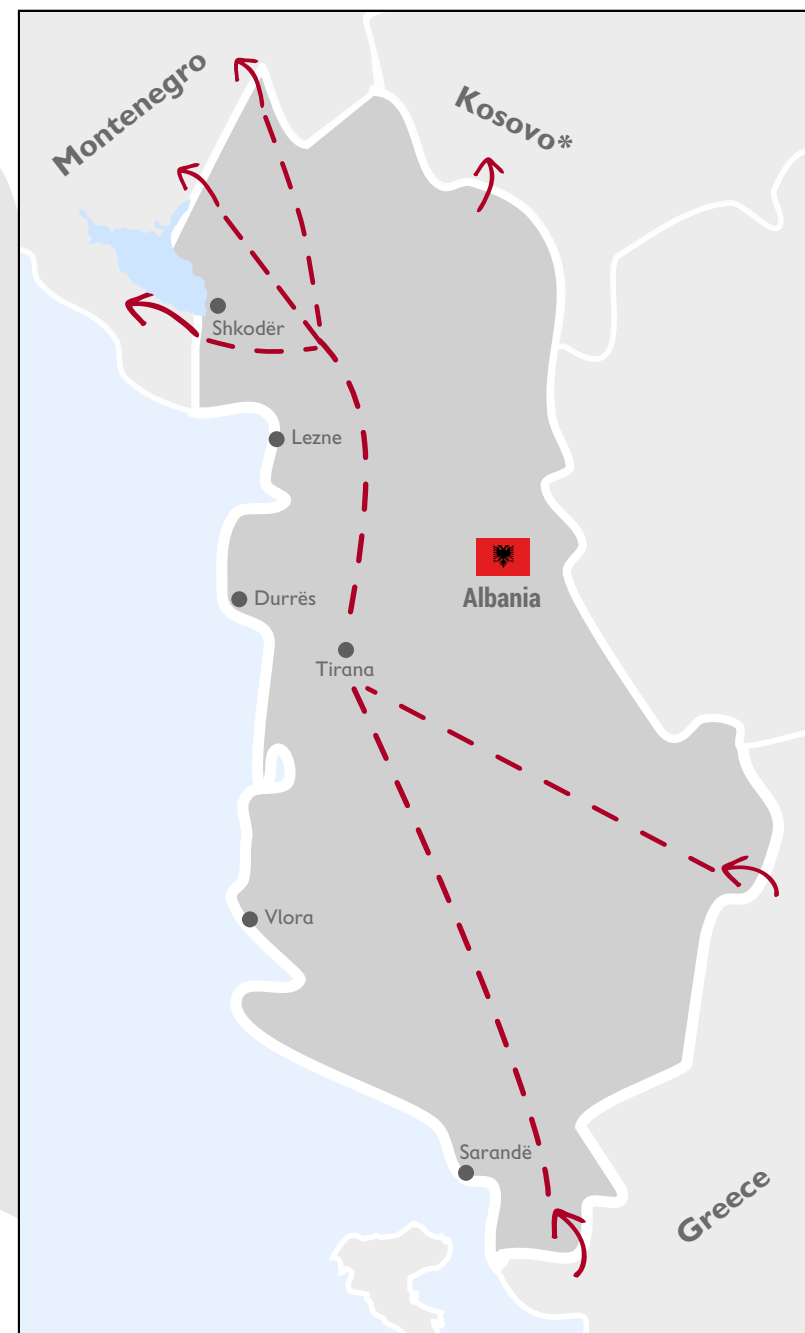 Montenegro
Kosovo*
Shkodër
Lezne
Durrës
Albania
Tirana
Vlora
Sarandë
Greece